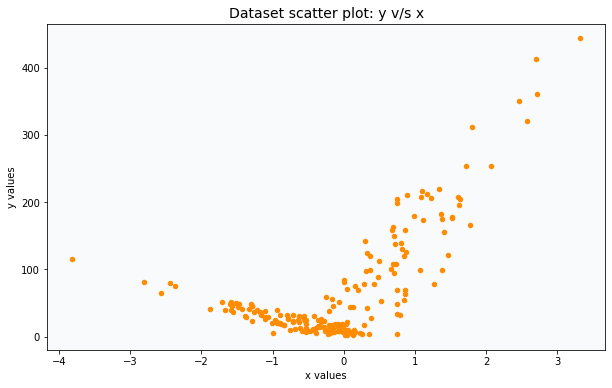 Dataset scatter plot: y v/s x
y values
400
300
200
100
0
−4 −3 −2 −1 0 1 2 3
x values